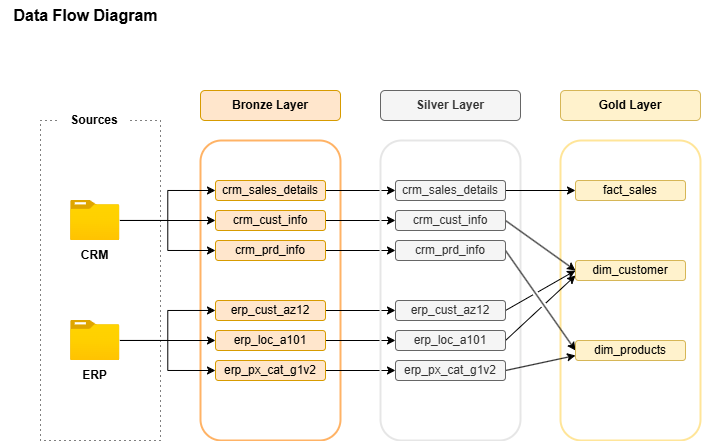 Data Flow Diagram
Sources
Bronze Layer
Silver Layer
Gold Layer
CRM
ERP
crm_sales_details
crm_cust_info
crm_prd_info
erp_cust_az12
erp_loc_a101
erp_px_cat_g1v2
crm_sales_details
crm_cust_info
crm_prd_info
erp_cust_az12
erp_loc_a101
erp_px_cat_g1v2
fact_sales
dim_customer
dim_products